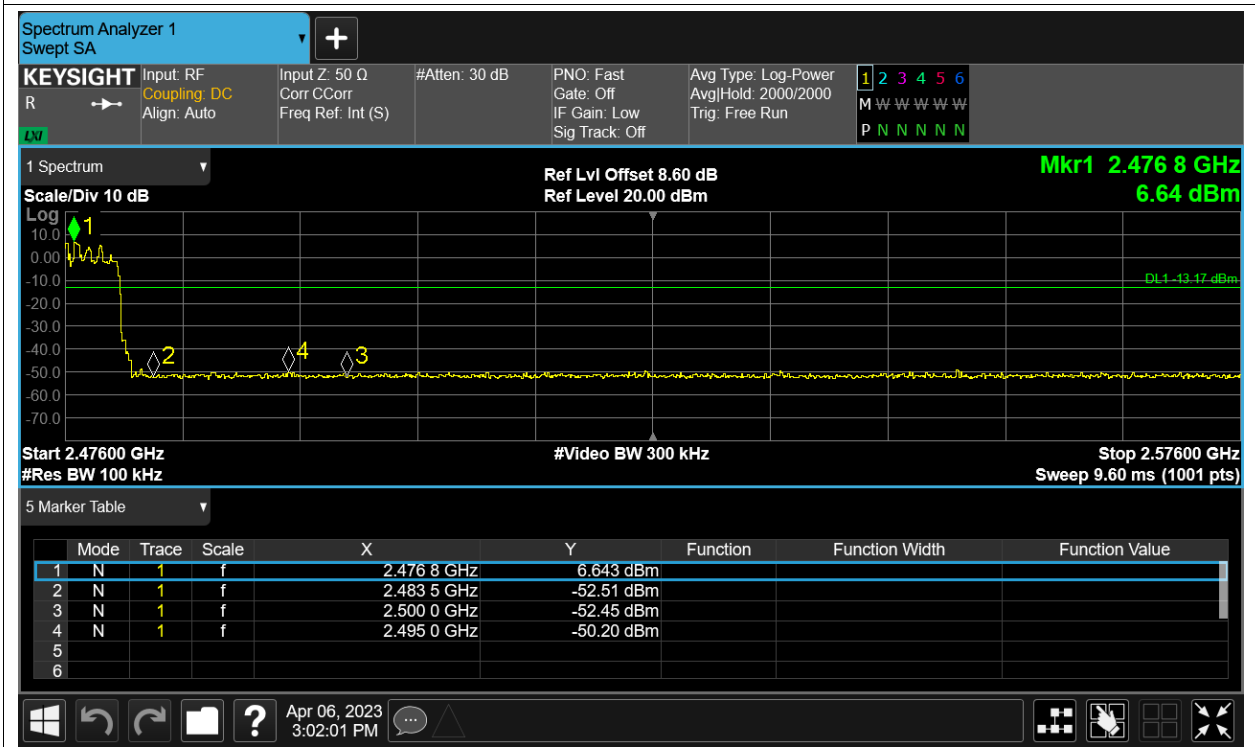 Spectrum Analyzer 1
Swept SA
+
KEYSIGHT Input: RF Input Z: 50 Ω #Atten: 30 dB PNO: Fast Avg Type: Log-Power 1 2 3 4 5 6
R Coupling: DC Corr CCorr Gate: Off Avg|Hold: 2000/2000 M W W W W W W
Align: Auto Freq Ref: Int (S) IF Gain: Low Trig: Free Run
LXI Sig Track: Off P N N N N N N
1 Spectrum Ref Lvl Offset 8.60 dB Mkr1 2.476 8 GHz
Scale/Div 10 dB Ref Level 20.00 dBm 6.64 dBm
Log
1
10.0
0.00
-10.0 DL1 -13.17 dBm
-20.0
-30.0
-40.0
2 4 3
-50.0
-60.0
-70.0
Start 2.47600 GHz #Video BW 300 kHz Stop 2.57600 GHz
#Res BW 100 kHz Sweep 9.60 ms (1001 pts)
5 Marker Table
Mode Trace Scale X Y Function Function Width Function Value
1 N 1 f 2.476 8 GHz 6.643 dBm
2 N 1 f 2.483 5 GHz -52.51 dBm
3 N 1 f 2.500 0 GHz -52.45 dBm
4 N 1 f 2.495 0 GHz -50.20 dBm
5
6
? Apr 06, 2023
3:02:01 PM